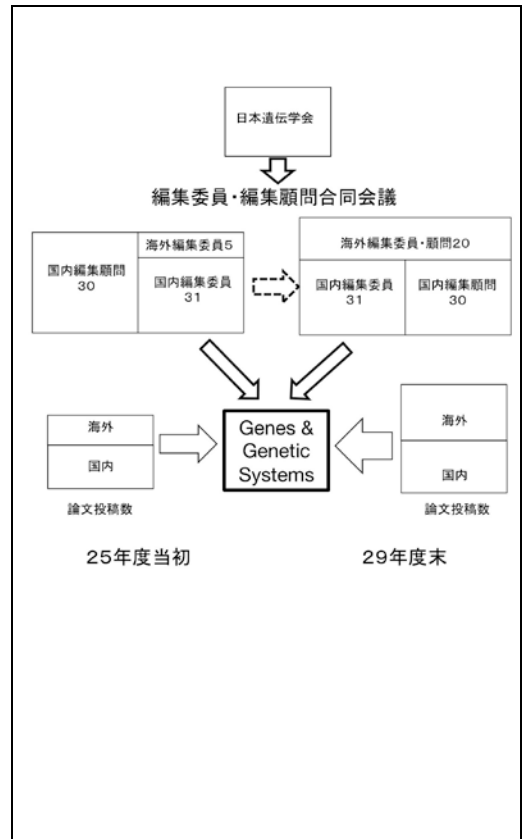 日本遺伝学会
編集委員・編集顧問合同会議
国内編集顧問
30
海外編集委員5
国内編集委員
31
海外編集委員・顧問20
国内編集委員
31
国内編集顧問
30
海外
国内
論文投稿数
Genes &
Genetic
Systems
海外
国内
論文投稿数
25年度当初
29年度末